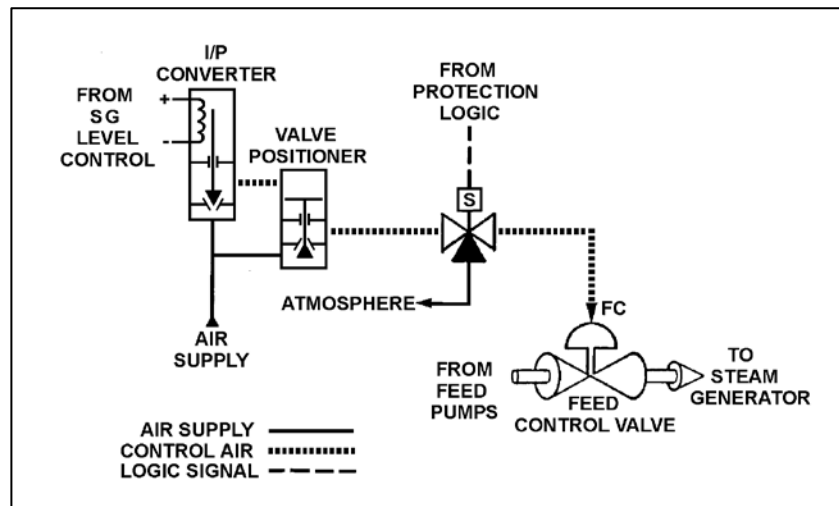 I/P
CONVERTER
FROM
SG
LEVEL
CONTROL
+
-
VALVE
POSITIONER
FROM
PROTECTION
LOGIC
S
ATMOSPHERE
AIR
SUPPLY
FC
FROM
FEED
PUMPS
FEED
CONTROL VALVE
TO
STEAM
GENERATOR
AIR SUPPLY
CONTROL AIR
LOGIC SIGNAL